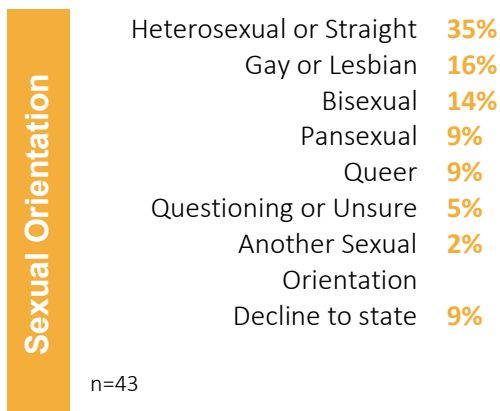 Sexual Orientation
Heterosexual or Straight 35%
Gay or Lesbian 16%
Bisexual 14%
Pansexual 9%
Queer 9%
Questioning or Unsure 5%
Another Sexual 2%
Orientation
Decline to state 9%
n=43